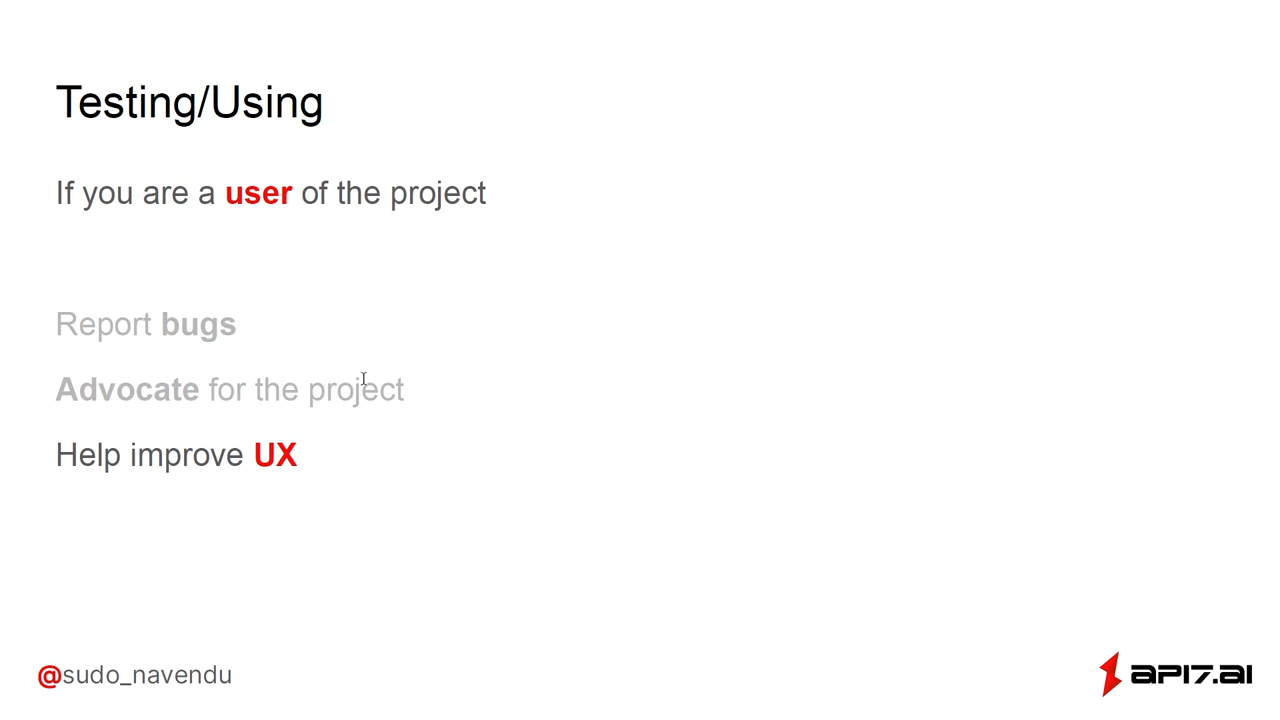 Testing/Using
If you are a user of the project
Report bugs
Advocate for the project
Help improve UX
@sudo_navendu
API7.AI